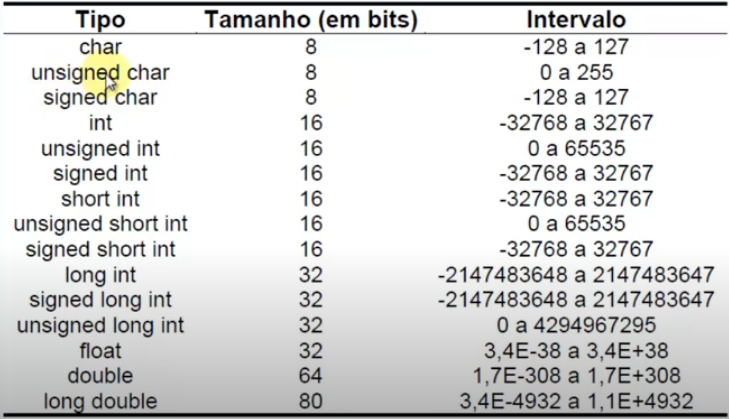 Tipo Tamanho (em bits) Intervalo
char 8 -128 a 127
unsigned char 8 0 a 255
signed char 8 -128 a 127
int 16 -32768 a 32767
unsigned int 16 0 a 65535
signed int 16 -32768 a 32767
short int 16 -32768 a 32767
unsigned short int 16 0 a 65535
signed short int 16 -32768 a 32767
long int 32 -2147483648 a 2147483647
signed long int 32 -2147483648 a 2147483647
unsigned long int 32 0 a 4294967295
float 32 3,4E-38 a 3,4E+38
double 64 1,7E-308 a 1,7E+308
long double 80 3,4E-4932 a 1,1E+4932